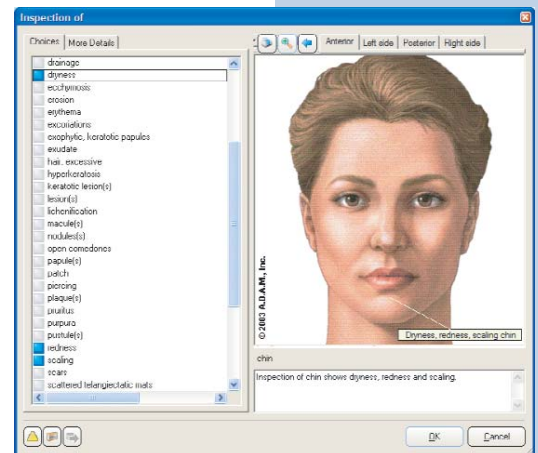 Inspection of
Choices
More Details
Anterior
Left side
Posterior
Right side
drainage
dryness
ecchymosis
erosion
erythema
excoriations
exophytic, keratotic papules
exudate
hair, excessive
hyperkeratosis
keratotic lesion(s)
lesion(s)
lichenification
macule(s)
nodules(s)
open comedones
papule(s)
patch
piercing
plaque(s)
pruritus
purpura
pustule(s)
redness
scaling
scars
scattered telangiectatic mats
© 2003 A.D.A.M., Inc.
Dryness, redness, scaling chin
chin
Inspection of chin shows dryness, redness and scaling.
OK
Cancel